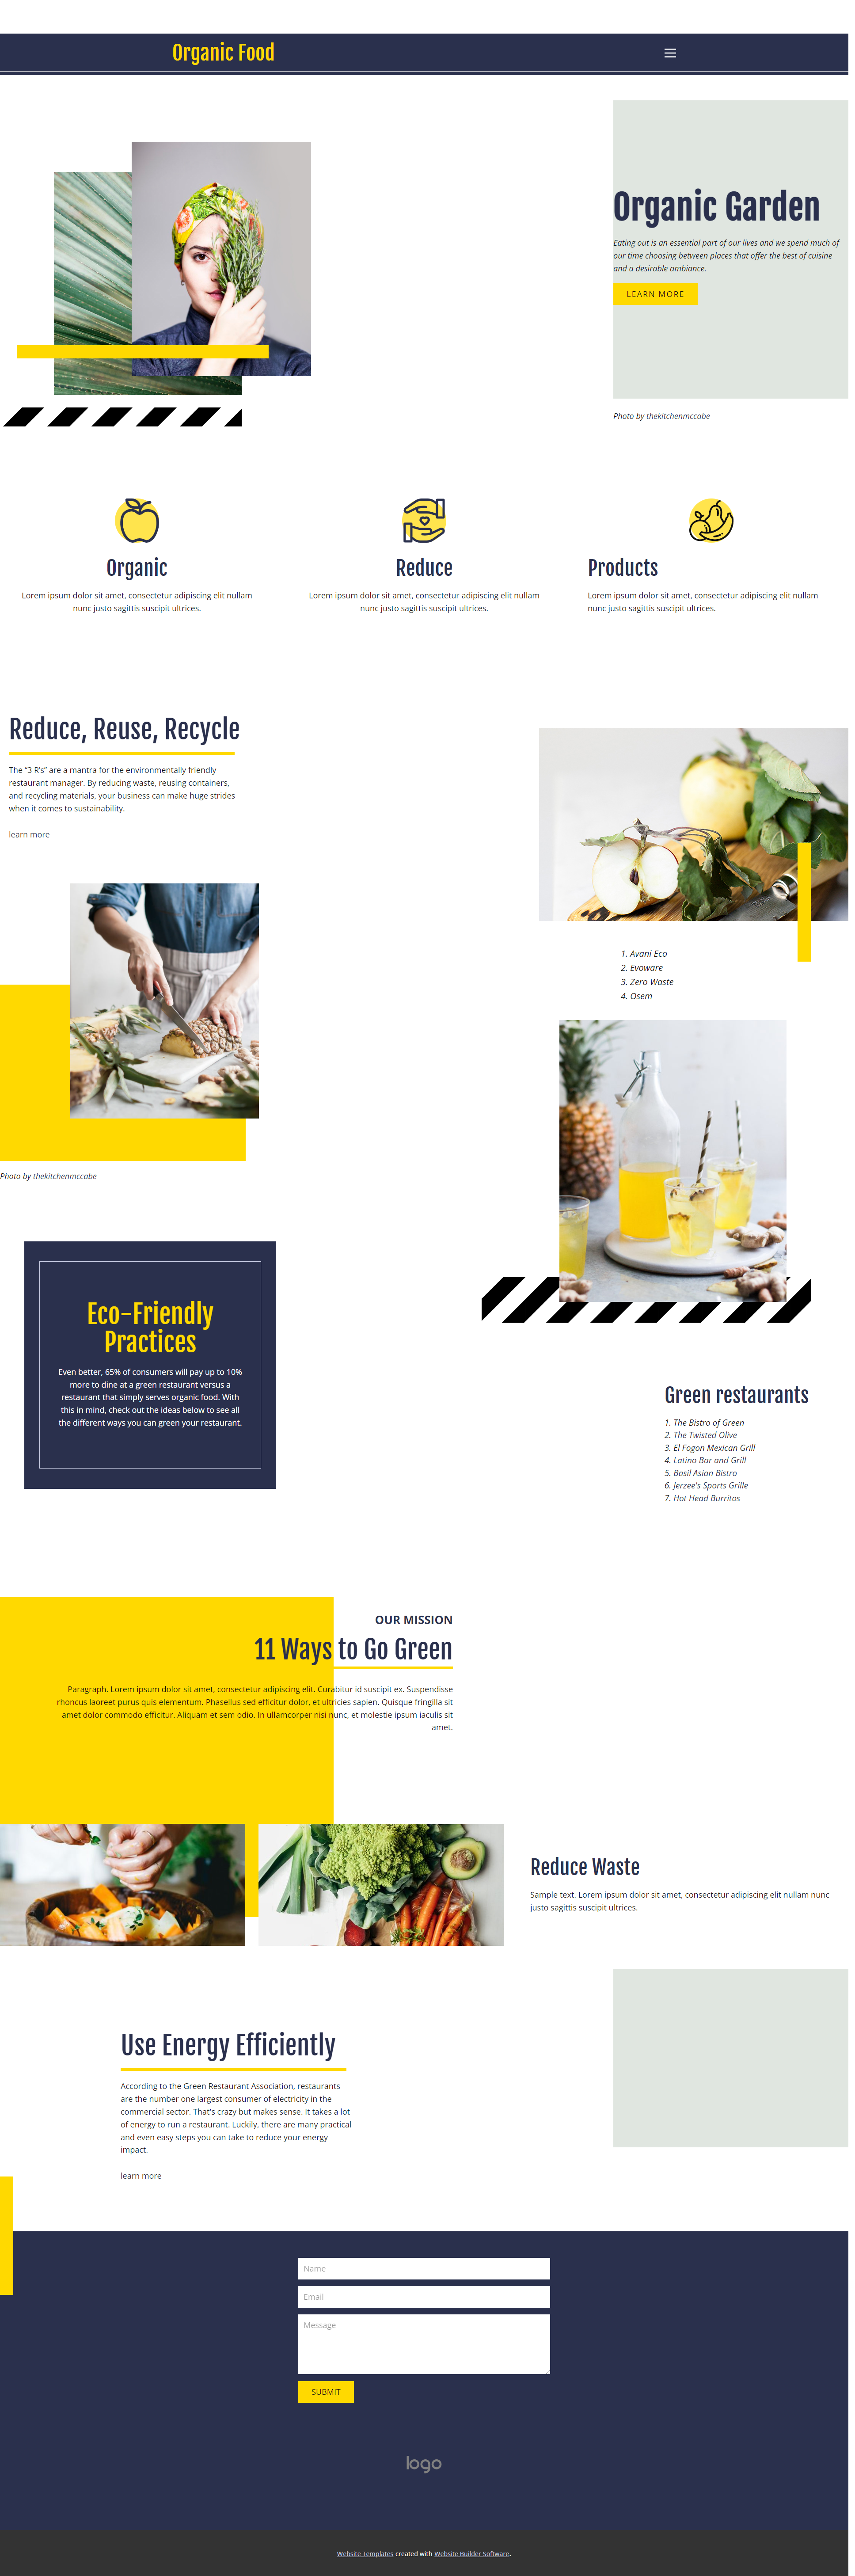 Organic Food
Organic Garden
Eating out is an essential part of our lives and we spend much of
our time choosing between places that offer the best of cuisine
and a desirable ambiance.
LEARN MORE
Photo by thekitchenmccabe
Organic
Lorem ipsum dolor sit amet, consectetur adipiscing elit nullam
nunc justo sagittis suscipit ultrices.
Reduce
Lorem ipsum dolor sit amet, consectetur adipiscing elit nullam
nunc justo sagittis suscipit ultrices.
Products
Lorem ipsum dolor sit amet, consectetur adipiscing elit nullam
nunc justo sagittis suscipit ultrices.
Reduce, Reuse, Recycle
The “3 R's” are a mantra for the environmentally friendly
restaurant manager. By reducing waste, reusing containers,
and recycling materials, your business can make huge strides
when it comes to sustainability.
learn more
1. Avani Eco
2. Evoware
3. Zero Waste
4. Osem
Photo by thekitchenmccabe
Eco-Friendly
Practices
Even better, 65% of consumers will pay up to 10%
more to dine at a green restaurant versus a
restaurant that simply serves organic food. With
this in mind, check out the ideas below to see all
the different ways you can green your restaurant.
Green restaurants
1. The Bistro of Green
2. The Twisted Olive
3. El Fogon Mexican Grill
4. Latino Bar and Grill
5. Basil Asian Bistro
6. Jerzee's Sports Grille
7. Hot Head Burritos
OUR MISSION
11 Ways to Go Green
Paragraph. Lorem ipsum dolor sit amet, consectetur adipiscing elit. Curabitur id suscipit ex. Suspendisse
rhoncus laoreet purus quis elementum. Phasellus sed efficitur dolor, et ultricies sapien. Quisque fringilla sit
amet dolor commodo efficitur. Aliquam et sem odio. In ullamcorper nisi nunc, et molestie ipsum iaculis sit
amet.
Reduce Waste
Sample text. Lorem ipsum dolor sit amet, consectetur adipiscing elit nullam nunc
justo sagittis suscipit ultrices.
Use Energy Efficiently
According to the Green Restaurant Association, restaurants
are the number one largest consumer of electricity in the
commercial sector. That's crazy but makes sense. It takes a lot
of energy to run a restaurant. Luckily, there are many practical
and even easy steps you can take to reduce your energy
impact.
learn more
Name
Email
Message
SUBMIT
logo
Website Templates created with Website Builder Software.